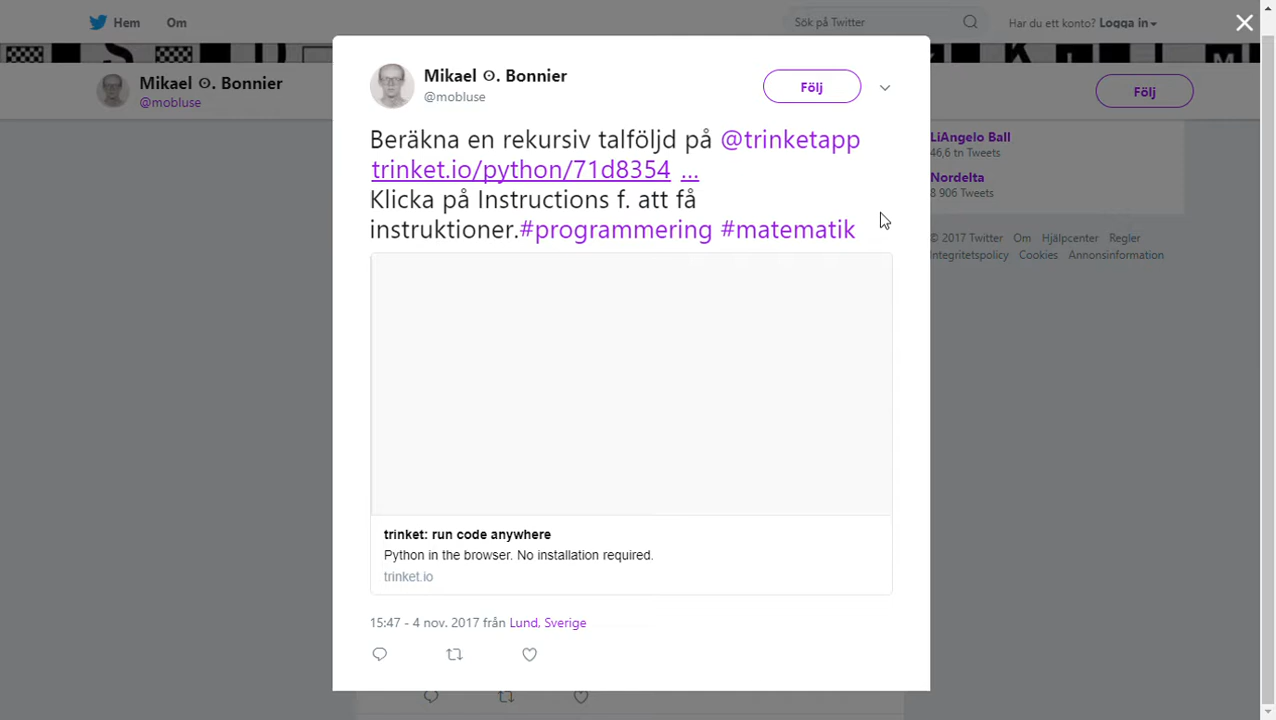 Hem Om Sök på Twitter Har du ett konto? Logga in
Mikael ʘ. Bonnier
@mobluse
Följ
Mikael ʘ. Bonnier
@mobluse
Följ
Beräkna en rekursiv talföljd på @trinketapp
trinket.io/python/71d8354 …
Klicka på Instructions f. att få
instruktioner.#programmering #matematik
trinket: run code anywhere
Python in the browser. No installation required.
trinket.io
15:47 - 4 nov. 2017 från Lund, Sverige
LiAngelo Ball
46,6 tn Tweets
Nordelta
8 906 Tweets
© 2017 Twitter Om Hjälpcenter Regler
ntegritetspolicy Cookies Annonsinformation